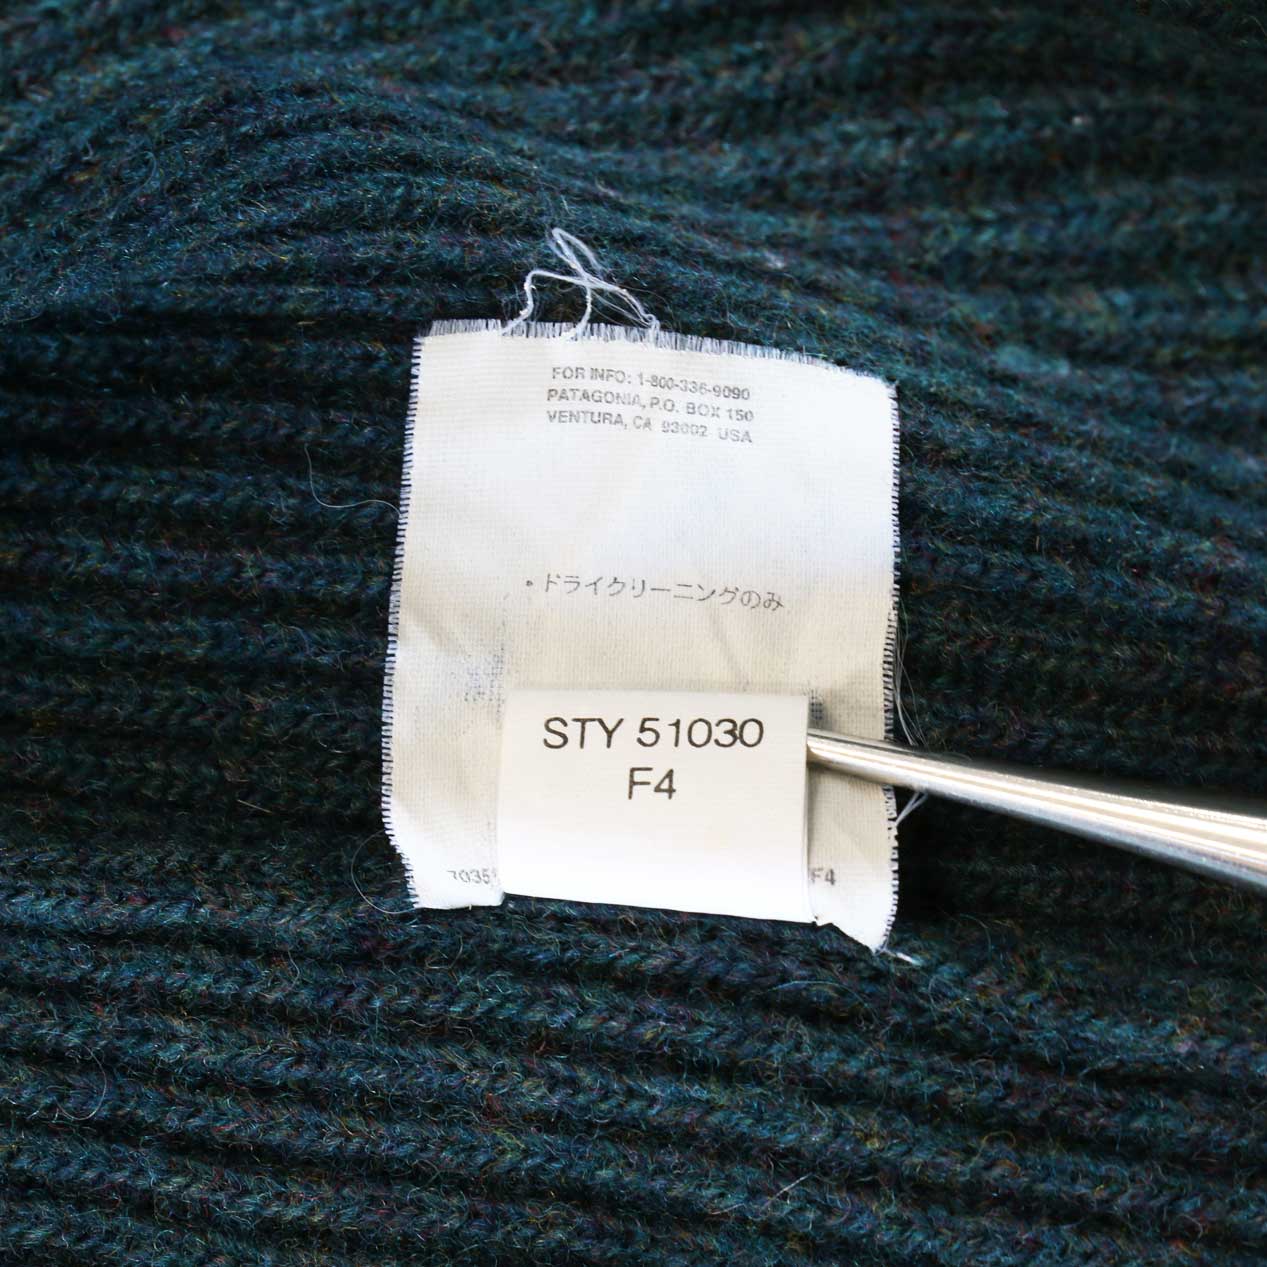 FOR INFO: 1-800-336-9090
PATAGONIA, P.O. BOX 150
VENTURA, CA 93002 USA
・ドライクリーニングのみ
STY 51030
F4
F4